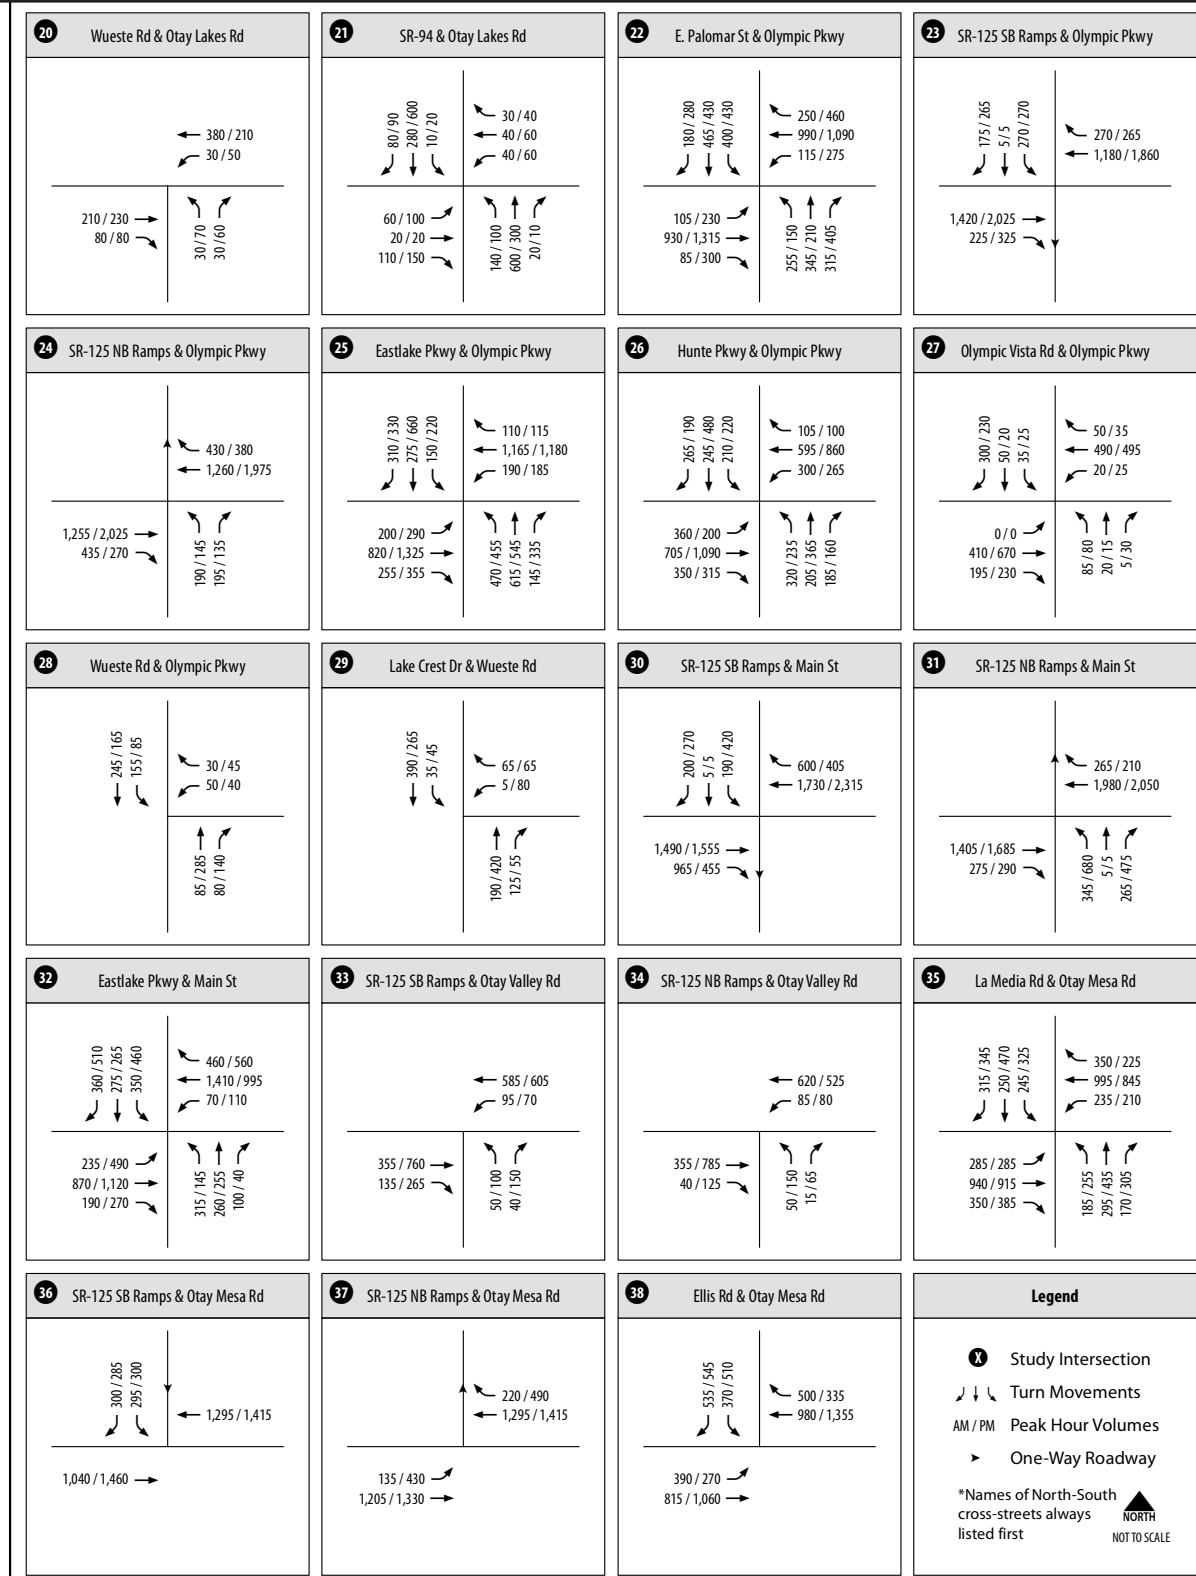 20 Wueste Rd & Otay Lakes Rd
380 / 210
30 / 50
210 / 230
80 / 80
30 / 70
30 / 60
21 SR-94 & Otay Lakes Rd
80 / 90
280 / 600
10 / 20
30 / 40
40 / 60
40 / 60
60 / 100
20 / 20
110 / 150
140 / 100
600 / 300
20 / 10
22 E. Palomar St & Olympic Pkwy
180 / 280
465 / 430
400 / 430
250 / 460
990 / 1,090
115 / 275
105 / 230
930 / 1,315
85 / 300
255 / 150
345 / 210
315 / 405
23 SR-125 SB Ramps & Olympic Pkwy
175 / 265
5 / 5
270 / 270
270 / 265
1,180 / 1,860
1,420 / 2,025
225 / 325
24 SR-125 NB Ramps & Olympic Pkwy
430 / 380
1,260 / 1,975
1,255 / 2,025
435 / 270
190 / 145
195 / 135
25 Eastlake Pkwy & Olympic Pkwy
310 / 330
275 / 660
150 / 220
110 / 115
1,165 / 1,180
190 / 185
200 / 290
820 / 1,325
255 / 355
470 / 455
615 / 545
145 / 335
26 Hunte Pkwy & Olympic Pkwy
265 / 190
245 / 480
210 / 220
105 / 100
595 / 860
300 / 265
360 / 200
705 / 1,090
350 / 315
320 / 235
205 / 365
185 / 160
27 Olympic Vista Rd & Olympic Pkwy
300 / 230
50 / 20
35 / 25
50 / 35
490 / 495
20 / 25
0 / 0
410 / 670
195 / 230
85 / 80
20 / 15
5 / 30
28 Wueste Rd & Olympic Pkwy
245 / 165
155 / 85
30 / 45
50 / 40
85 / 285
80 / 140
29 Lake Crest Dr & Wueste Rd
390 / 265
35 / 45
65 / 65
5 / 80
190 / 420
125 / 55
30 SR-125 SB Ramps & Main St
200 / 270
5 / 5
190 / 420
600 / 405
1,730 / 2,315
1,490 / 1,555
965 / 455
31 SR-125 NB Ramps & Main St
265 / 210
1,980 / 2,050
1,405 / 1,685
275 / 290
345 / 680
5 / 5
265 / 475
32 Eastlake Pkwy & Main St
360 / 510
275 / 265
350 / 460
460 / 560
1,410 / 995
70 / 110
235 / 490
870 / 1,120
190 / 270
315 / 145
260 / 255
100 / 40
33 SR-125 SB Ramps & Otay Valley Rd
585 / 605
95 / 70
355 / 760
135 / 265
50 / 100
40 / 150
34 SR-125 NB Ramps & Otay Valley Rd
620 / 525
85 / 80
355 / 785
40 / 125
50 / 150
15 / 65
35 La Media Rd & Otay Mesa Rd
315 / 345
250 / 470
245 / 325
350 / 225
995 / 845
235 / 210
285 / 285
940 / 915
350 / 385
185 / 255
295 / 435
170 / 305
36 SR-125 SB Ramps & Otay Mesa Rd
300 / 285
295 / 300
1,295 / 1,415
1,040 / 1,460
37 SR-125 NB Ramps & Otay Mesa Rd
220 / 490
1,295 / 1,415
135 / 430
1,205 / 1,330
38 Ellis Rd & Otay Mesa Rd
535 / 545
370 / 510
500 / 335
980 / 1,355
390 / 270
815 / 1,060
Legend
X Study Intersection
Turn Movements
AM / PM Peak Hour Volumes
One-Way Roadway
*Names of North-South
cross-streets always
listed first
NORTH
NOT TO SCALE